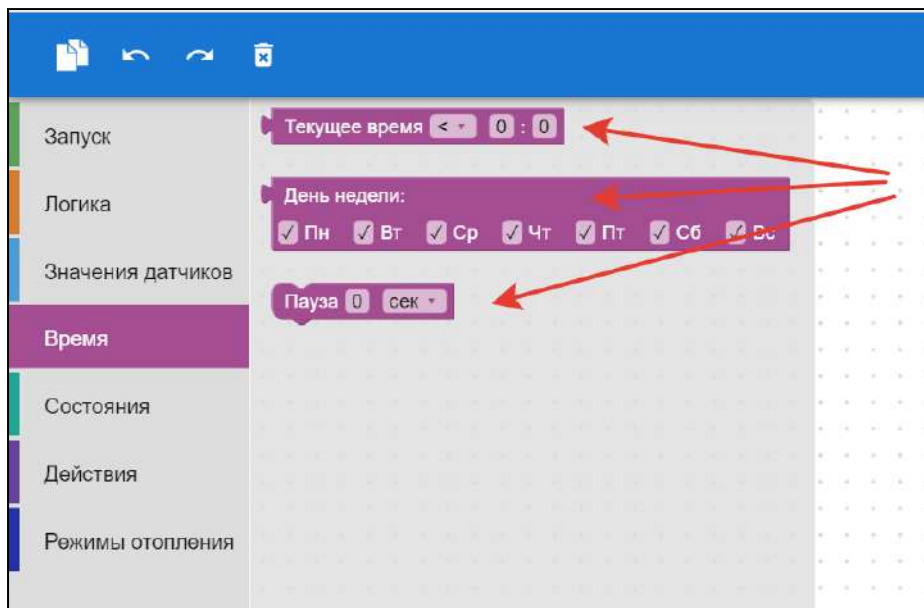 Запуск
Логика
Значения датчиков
Время
Состояния
Действия
Режимы отопления
Текущее время < 0 : 0
День недели:
Пн Вт Ср Чт Пт Сб Вс
Пауза 0 сек